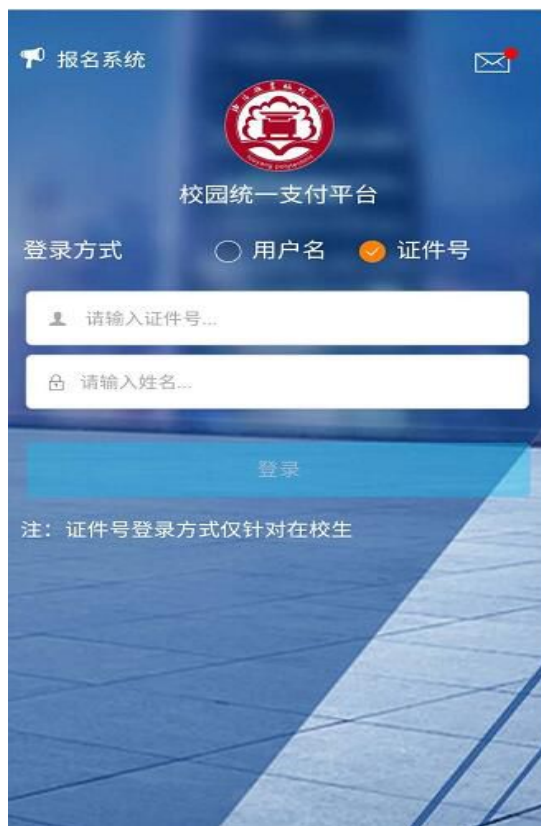 报名系统
校园统一支付平台
登录方式 用户名 证件号
请输入证件号...
请输入姓名...
登录
注：证件号登录方式仅针对在校生